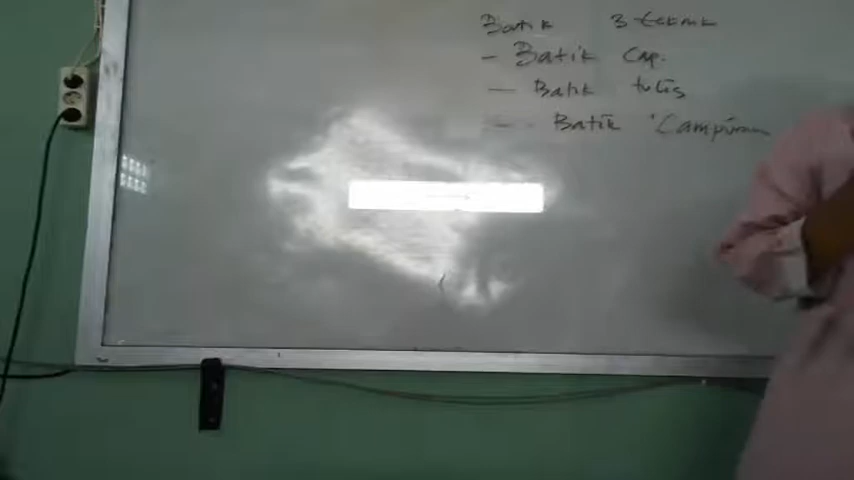 Batik 3 teknik
- Batik Cap.
- Batik tulis
- Batik Campuran